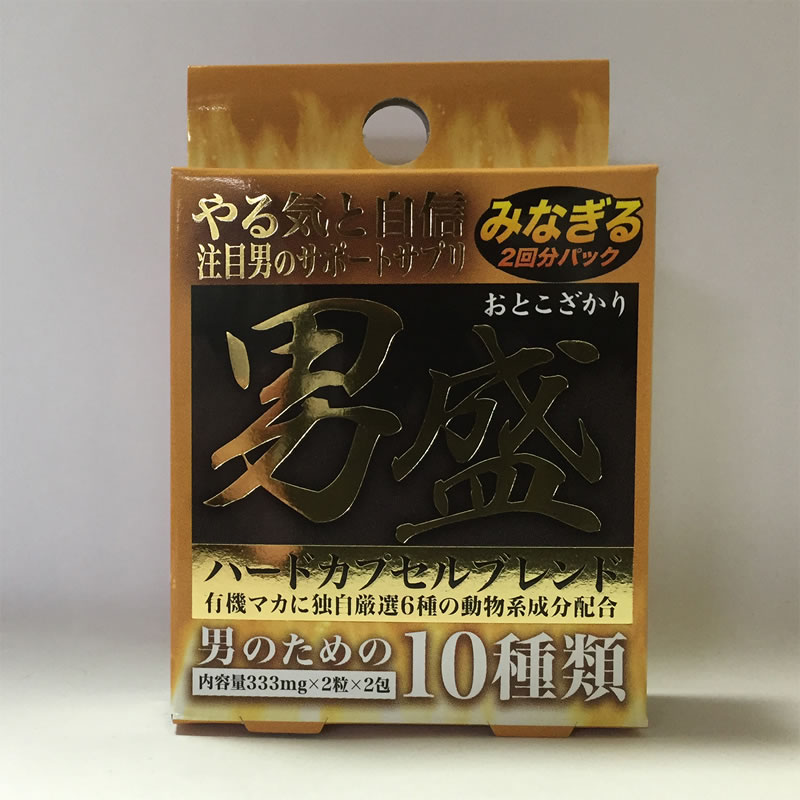 やる気と自信
注目男のサポートサプリ
みなぎる
2回分パック
おとこざかり
男盛
ハードカプセルブレンド
有機マカに独自厳選6種の動物系成分配合
男のための
内容量333mg×2粒×2包
10種類